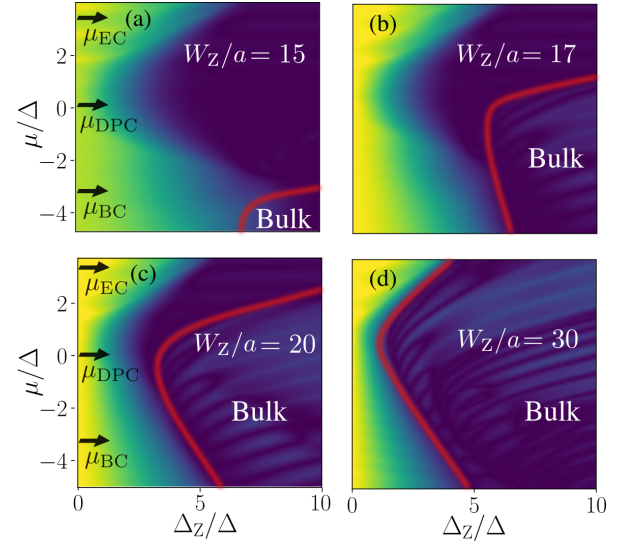 (a)
W_Z/a = 15
Bulk
μ_EC
μ_DPC
μ_BC
μ/Δ
2
0
−2
−4
(b)
W_Z/a = 17
Bulk
(c)
W_Z/a = 20
Bulk
μ_EC
μ_DPC
μ_BC
μ/Δ
2
0
−2
−4
0
5
10
Δ_Z/Δ
(d)
W_Z/a = 30
Bulk
0
5
10
Δ_Z/Δ